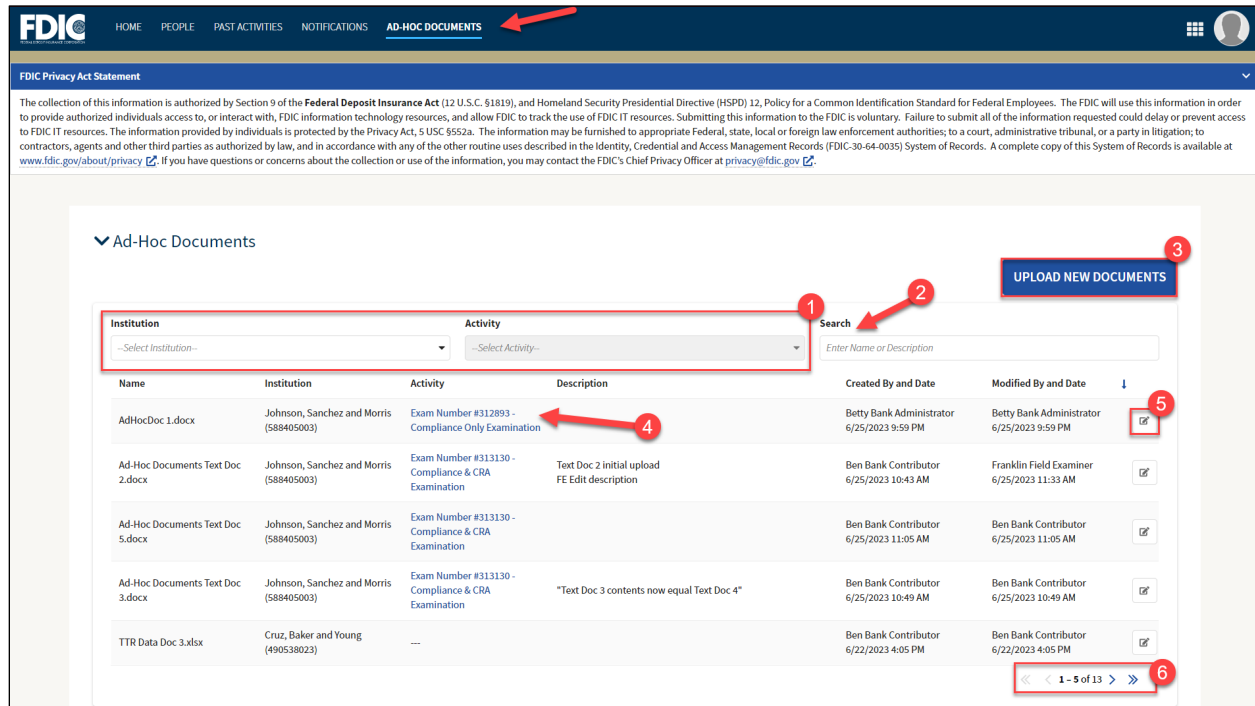 FDIC HOME PEOPLE PAST ACTIVITIES NOTIFICATIONS AD-HOC DOCUMENTS
FDIC Privacy Act Statement
The collection of this information is authorized by Section 9 of the Federal Deposit Insurance Act (12 U.S.C. §1819), and Homeland Security Presidential Directive (HSPD) 12, Policy for a Common Identification Standard for Federal Employees. The FDIC will use this information in order
to provide authorized individuals access to, or interact with, FDIC information technology resources, and allow FDIC to track the use of FDIC IT resources. Submitting this information to the FDIC is voluntary. Failure to submit all of the information requested could delay or prevent access
to FDIC IT resources. The information provided by individuals is protected by the Privacy Act, 5 USC §552a. The information may be furnished to appropriate Federal, state, local or foreign law enforcement authorities; to a court, administrative tribunal, or a party in litigation; to
contractors, agents and other third parties as authorized by law, and in accordance with any of the other routine uses described in the Identity, Credential and Access Management Records (FDIC-30-64-0035) System of Records. A complete copy of this System of Records is available at
www.fdic.gov/about/privacy. If you have questions or concerns about the collection or use of the information, you may contact the FDIC's Chief Privacy Officer at privacy@fdic.gov.
Ad-Hoc Documents
3
UPLOAD NEW DOCUMENTS
2
1
Institution Activity Search
--Select Institution-- --Select Activity-- Enter Name or Description
Name Institution Activity Description Created By and Date Modified By and Date
5
AdHocDoc 1.docx Johnson, Sanchez and Morris Exam Number #312893 - Betty Bank Administrator Betty Bank Administrator
(588405003) Compliance Only Examination 6/25/2023 9:59 PM 6/25/2023 9:59 PM
4
Ad-Hoc Documents Text Doc Johnson, Sanchez and Morris Exam Number #313130 - Text Doc 2 initial upload Ben Bank Contributor Franklin Field Examiner
2.docx (588405003) Compliance & CRA FE Edit description 6/25/2023 10:43 AM 6/25/2023 11:33 AM
Examination
Ad-Hoc Documents Text Doc Johnson, Sanchez and Morris Exam Number #313130 - Ben Bank Contributor Ben Bank Contributor
5.docx (588405003) Compliance & CRA 6/25/2023 11:05 AM 6/25/2023 11:05 AM
Examination
Ad-Hoc Documents Text Doc Johnson, Sanchez and Morris Exam Number #313130 - Ben Bank Contributor Ben Bank Contributor
3.docx (588405003) Compliance & CRA "Text Doc 3 contents now equal Text Doc 4" 6/25/2023 10:49 AM 6/25/2023 10:49 AM
Examination
TTR Data Doc 3.xlsx Cruz, Baker and Young --- Ben Bank Contributor Ben Bank Contributor
(490538023) 6/22/2023 4:05 PM 6/22/2023 4:05 PM
1 – 5 of 13 6